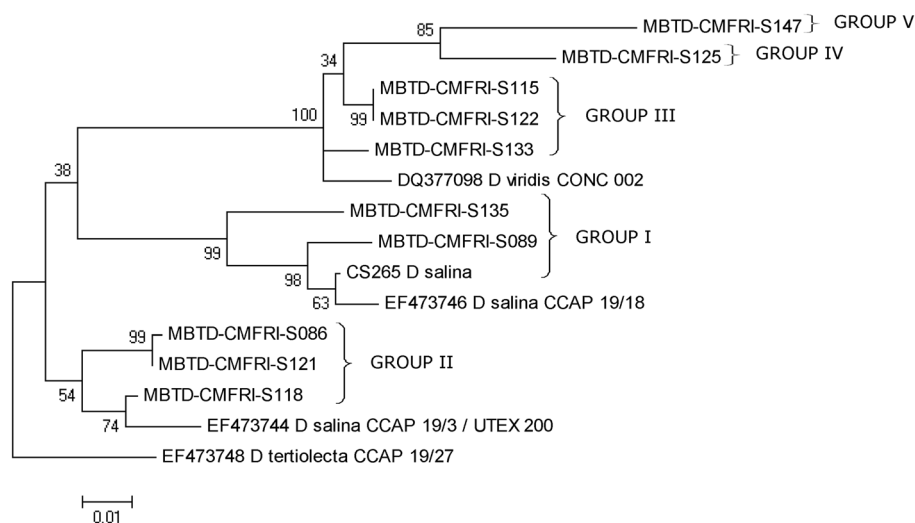 85
MBTD-CMFRI-S147 GROUP V
MBTD-CMFRI-S125 GROUP IV
34
MBTD-CMFRI-S115
99
MBTD-CMFRI-S122
GROUP III
100
MBTD-CMFRI-S133
DQ377098 D viridis CONC 002
38
MBTD-CMFRI-S135
99
MBTD-CMFRI-S089
GROUP I
98
CS265 D salina
63
EF473746 D salina CCAP 19/18
99
MBTD-CMFRI-S086
MBTD-CMFRI-S121
GROUP II
54
MBTD-CMFRI-S118
74
EF473744 D salina CCAP 19/3 / UTEX 200
EF473748 D tertiolecta CCAP 19/27
0.01